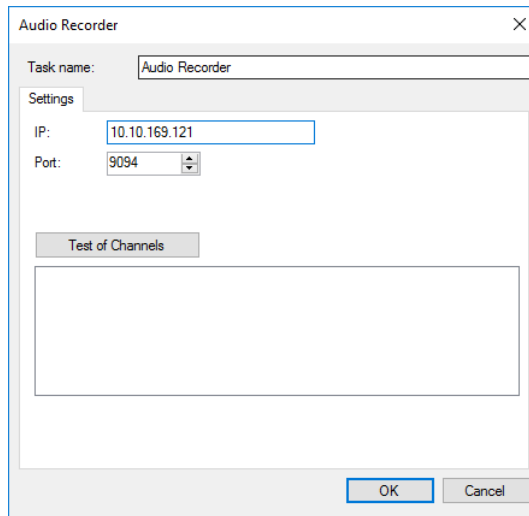 Audio Recorder
Task name: Audio Recorder
Settings
IP: 10.10.169.121
Port: 9094
Test of Channels
OK Cancel